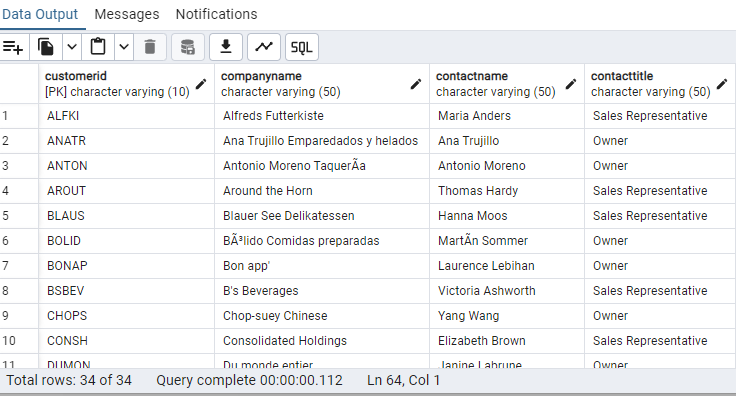 Data Output Messages Notifications
SQL
customerid companyname contactname contacttitle
[PK] character varying (10) character varying (50) character varying (50) character varying (50)
1 ALFKI Alfreds Futterkiste Maria Anders Sales Representative
2 ANATR Ana Trujillo Emparedados y helados Ana Trujillo Owner
3 ANTON Antonio Moreno TaquerÃa Antonio Moreno Owner
4 AROUT Around the Horn Thomas Hardy Sales Representative
5 BLAUS Blauer See Delikatessen Hanna Moos Sales Representative
6 BOLID BÃ³lido Comidas preparadas MartÃn Sommer Owner
7 BONAP Bon app' Laurence Lebihan Owner
8 BSBEV B's Beverages Victoria Ashworth Sales Representative
9 CHOPS Chop-suey Chinese Yang Wang Owner
10 CONSH Consolidated Holdings Elizabeth Brown Sales Representative
11 DUMON Du monde entier Janine Labrune Owner
Total rows: 34 of 34 Query complete 00:00:00.112 Ln 64, Col 1